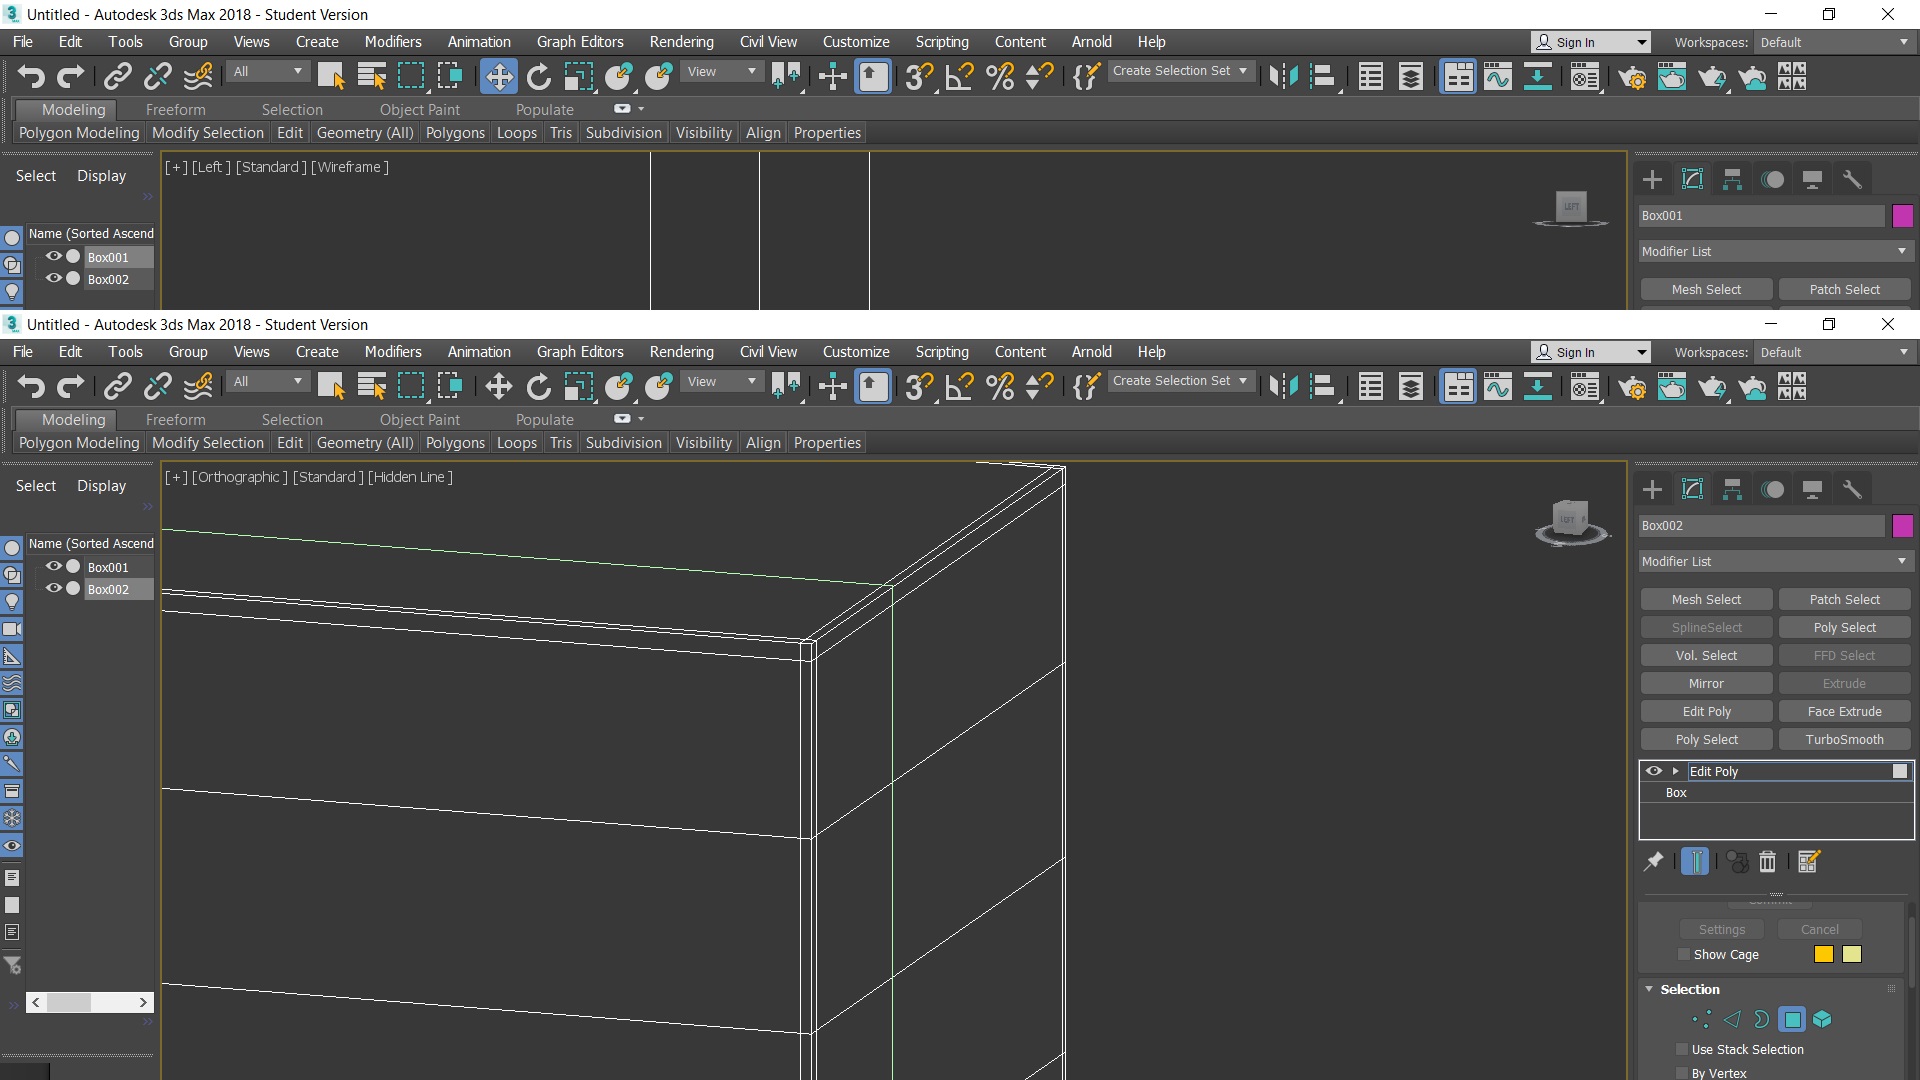 Untitled - Autodesk 3ds Max 2018 - Student Version
File Edit Tools Group Views Create Modifiers Animation Graph Editors Rendering Civil View Customize Scripting Content Arnold Help Sign In Workspaces: Default
All View Create Selection Set
Modeling Freeform Selection Object Paint Populate
Polygon Modeling Modify Selection Edit Geometry (All) Polygons Loops Tris Subdivision Visibility Align Properties
Select Display
[+] [Left ] [Standard ] [Wireframe ]
LEFT
Name (Sorted Ascend
Box001
Box002
Box001
Modifier List
Mesh Select Patch Select
Untitled - Autodesk 3ds Max 2018 - Student Version
File Edit Tools Group Views Create Modifiers Animation Graph Editors Rendering Civil View Customize Scripting Content Arnold Help Sign In Workspaces: Default
All View Create Selection Set
Modeling Freeform Selection Object Paint Populate
Polygon Modeling Modify Selection Edit Geometry (All) Polygons Loops Tris Subdivision Visibility Align Properties
Select Display
[+] [Orthographic ] [Standard ] [Hidden Line ]
LEFT
Name (Sorted Ascend
Box001
Box002
Box002
Modifier List
Mesh Select Patch Select
SplineSelect Poly Select
Vol. Select FFD Select
Mirror Extrude
Edit Poly Face Extrude
Poly Select TurboSmooth
Edit Poly
Box
Commit
Settings Cancel
Show Cage
Selection
Use Stack Selection
By Vertex